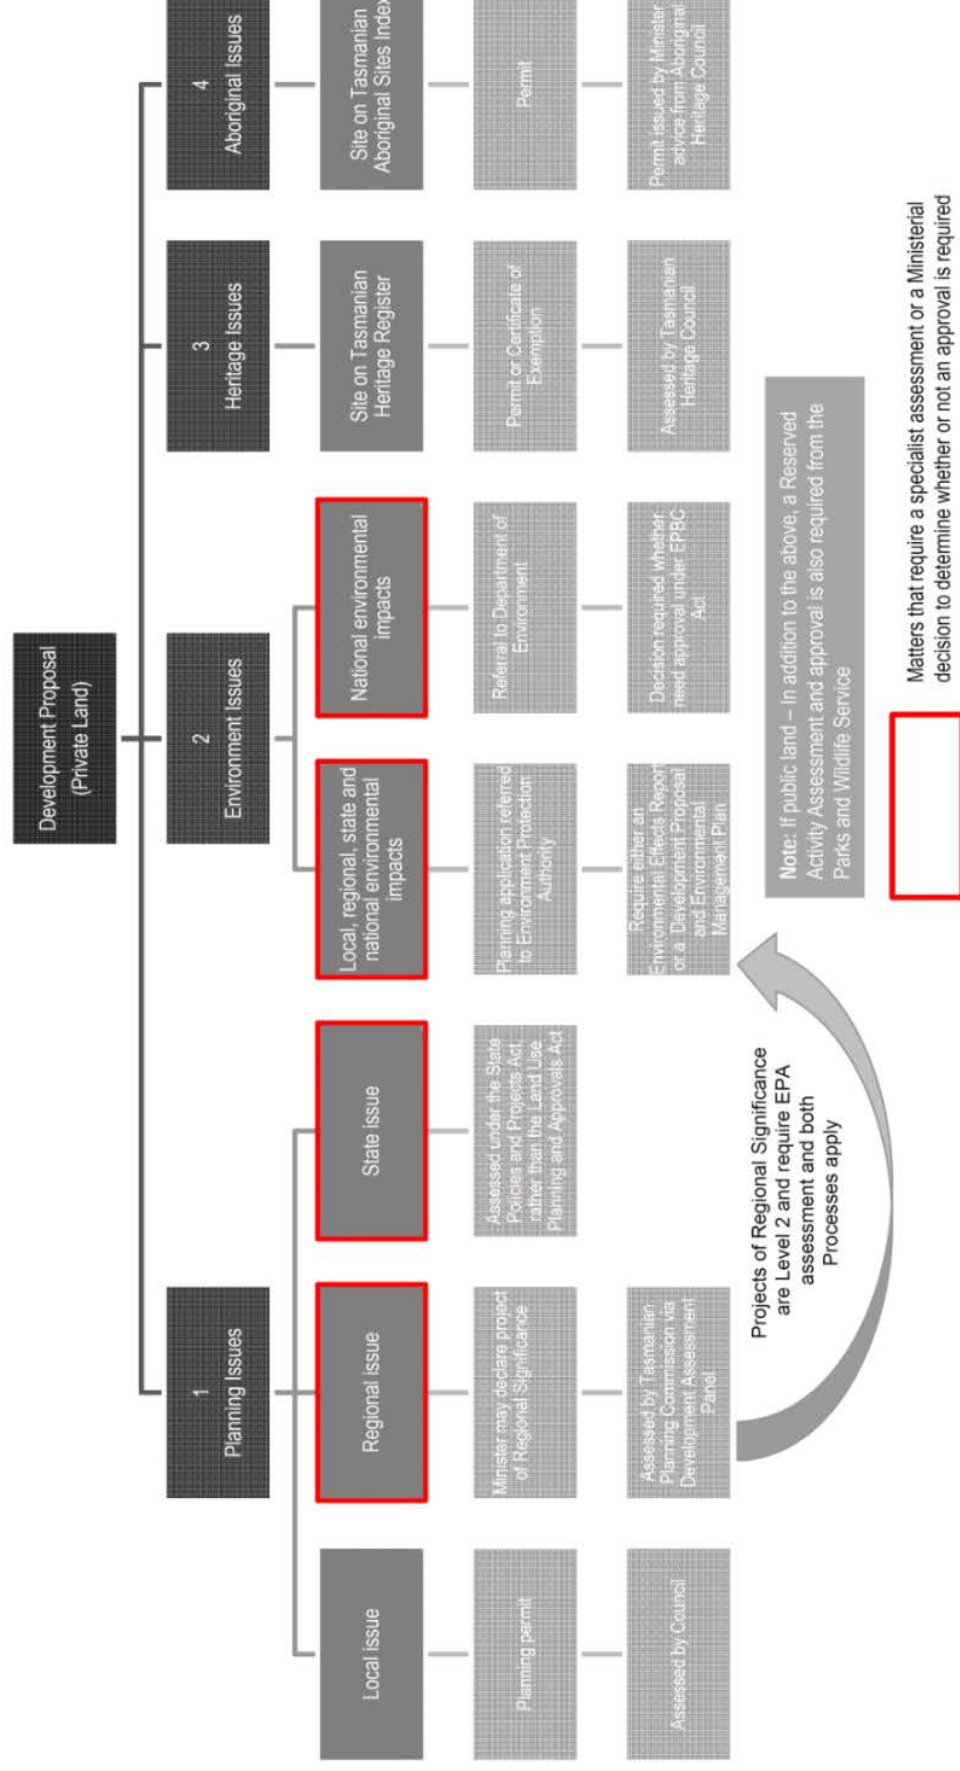 Development Proposal
(Private Land)
1
Planning Issues
2
Environment Issues
3
Heritage Issues
4
Aboriginal Issues
Local issue
Regional issue
State issue
Local, regional, state and
national environmental
impacts
National environmental
impacts
Site on Tasmanian
Heritage Register
Site on Tasmanian
Aboriginal Sites Index
Planning permit
Minister may declare project
of Regional Significance
Assessed under the State
Policies and Projects Act,
rather than the Land Use
Planning and Approvals Act
Planning application referred
to Environment Protection
Authority
Referral to Department of
Environment
Permit or Certificate of
Exemption
Permit
Assessed by Council
Assessed by Tasmanian
Planning Commission via
Development Assessment
Panel
Require either an
Environmental Effects Report
or a Development Proposal
and Environmental
Management Plan
Decision required whether
need approval under EPBC
Act
Assessed by Tasmanian
Heritage Council
Permit issued by Minister
advice from Aboriginal
Heritage Council
Projects of Regional Significance
are Level 2 and require EPA
assessment and both
Processes apply
Note: If public land – In addition to the above, a Reserved
Activity Assessment and approval is also required from the
Parks and Wildlife Service
Matters that require a specialist assessment or a Ministerial
decision to determine whether or not an approval is required